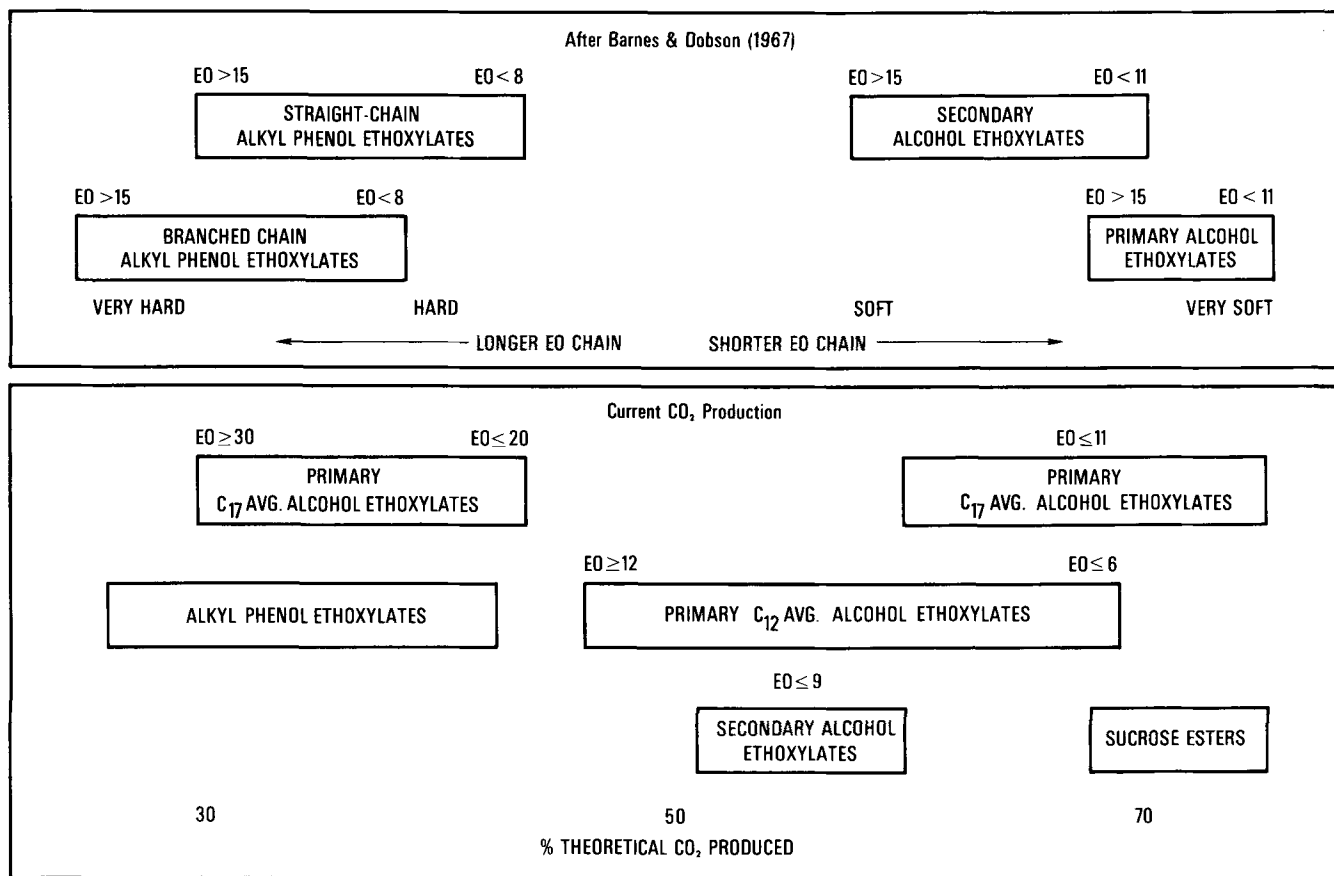 After Barnes & Dobson (1967)
EO >15 EO < 8 EO>15 EO < 11
STRAIGHT-CHAIN
ALKYL PHENOL ETHOXYLATES
SECONDARY
ALCOHOL ETHOXYLATES
EO >15 EO<8 EO > 15 EO < 11
BRANCHED CHAIN
ALKYL PHENOL ETHOXYLATES
PRIMARY ALCOHOL
ETHOXYLATES
VERY HARD HARD SOFT VERY SOFT
LONGER EO CHAIN SHORTER EO CHAIN
Current CO₂ Production
EO ≥ 30 EO ≤ 20 EO ≤ 11
PRIMARY
C₁₇ AVG. ALCOHOL ETHOXYLATES
PRIMARY
C₁₇ AVG. ALCOHOL ETHOXYLATES
EO ≥ 12 EO ≤ 6
ALKYL PHENOL ETHOXYLATES
PRIMARY C₁₂ AVG. ALCOHOL ETHOXYLATES
EO ≤ 9
SECONDARY ALCOHOL
ETHOXYLATES
SUCROSE ESTERS
30 50 70
% THEORETICAL CO₂ PRODUCED